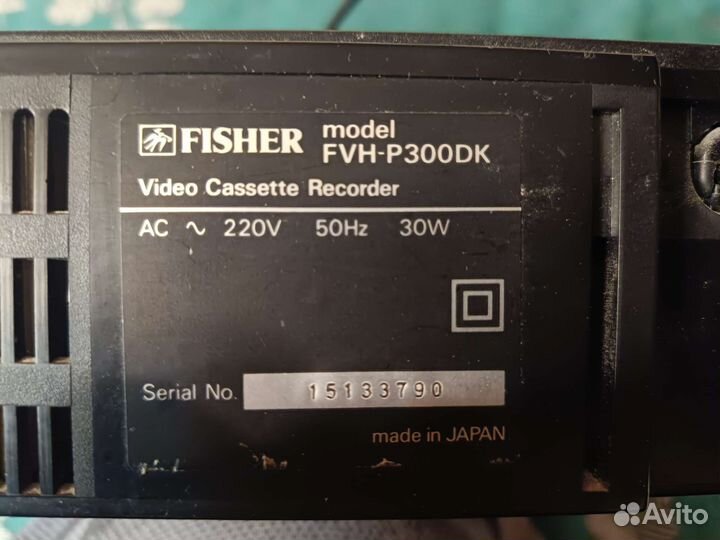 FISHER model FVH-P300DK
Video Cassette Recorder
AC ∿ 220V 50Hz 30W
Serial No. 15133790
made in JAPAN
Avito